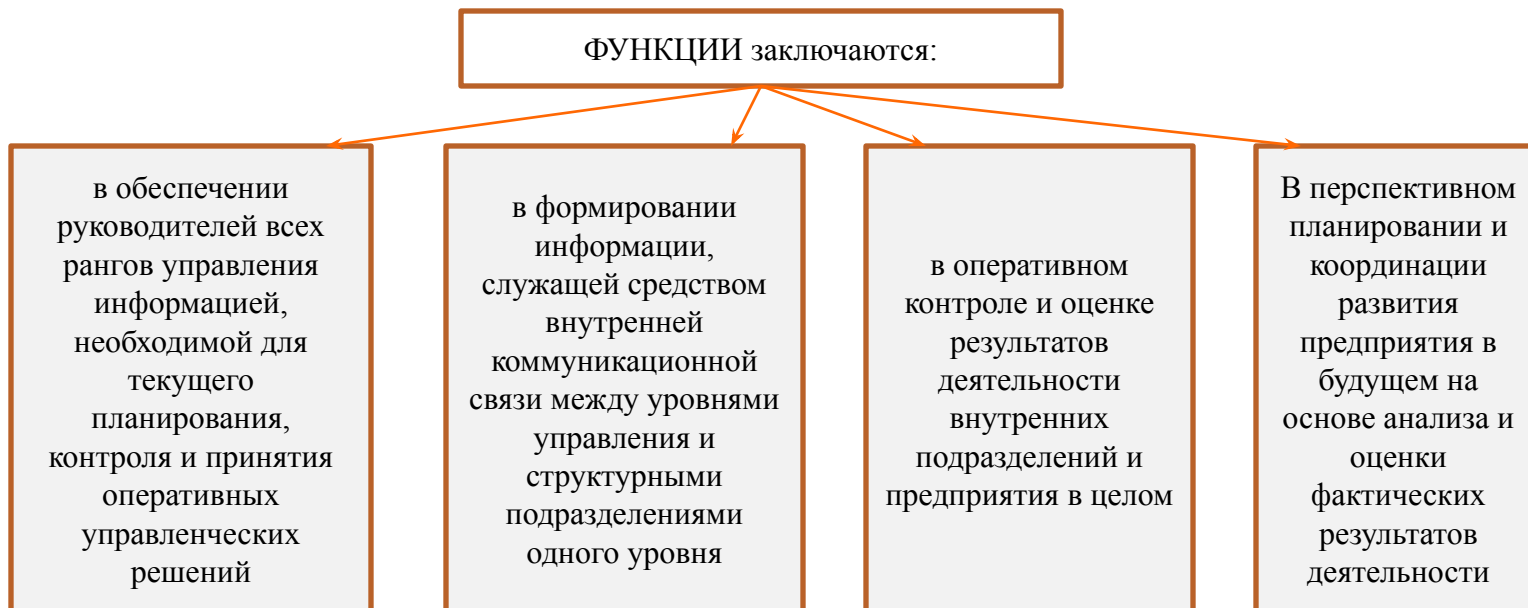 ФУНКЦИИ заключаются:
в обеспечении
руководителей всех
рангов управления
информацией,
необходимой для
текущего
планирования,
контроля и принятия
оперативных
управленческих
решений
в формировании
информации,
служащей средством
внутренней
коммуникационной
связи между уровнями
управления и
структурными
подразделениями
одного уровня
в оперативном
контроле и оценке
результатов
деятельности
внутренних
подразделений и
предприятия в целом
В перспективном
планировании и
координации
развития
предприятия в
будущем на
основе анализа и
оценки
фактических
результатов
деятельности